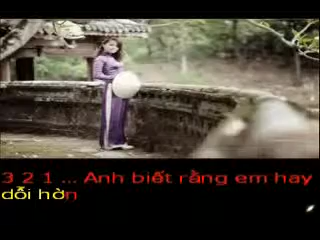 3 2 1 ... Anh biết rằng em hay
dỗi hờn